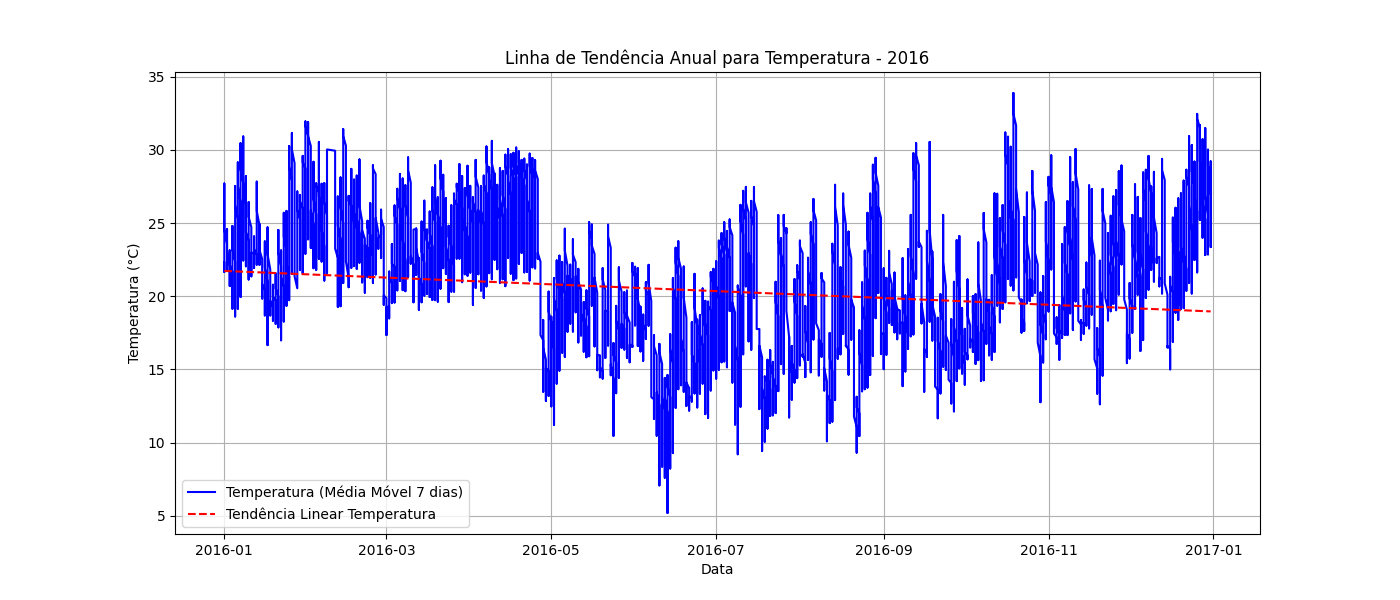 Linha de Tendência Anual para Temperatura - 2016
Temperatura (°C)
35
30
25
20
15
10
5
Temperatura (Média Móvel 7 dias)
Tendência Linear Temperatura
2016-01
2016-03
2016-05
2016-07
2016-09
2016-11
2017-01
Data